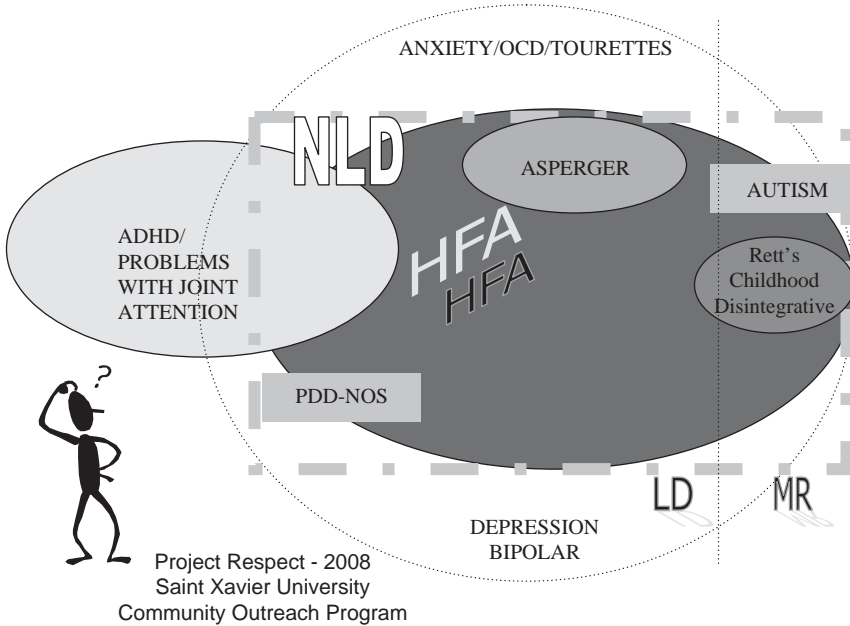 ANXIETY/OCD/TOURETTES
NLD
ASPERGER
AUTISM
ADHD/
PROBLEMS
WITH JOINT
ATTENTION
HFA
HFA
Rett's
Childhood
Disintegrative
?
PDD-NOS
LD
MR
DEPRESSION
BIPOLAR
Project Respect - 2008
Saint Xavier University
Community Outreach Program